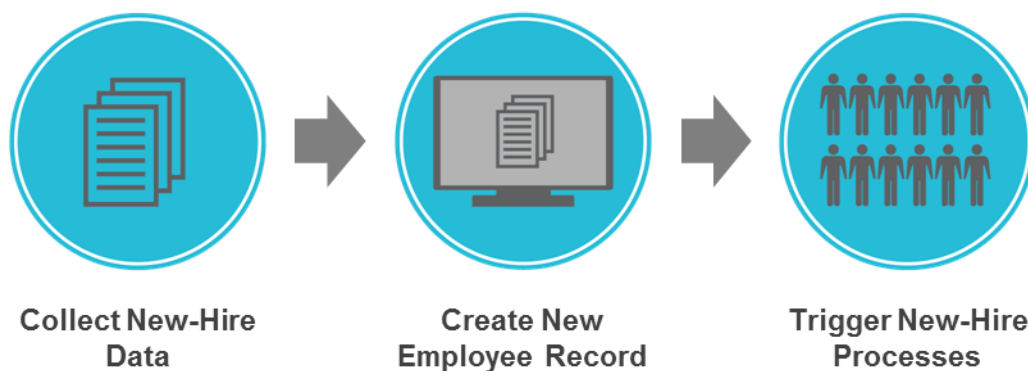 Collect New-Hire
Data
Create New
Employee Record
Trigger New-Hire
Processes